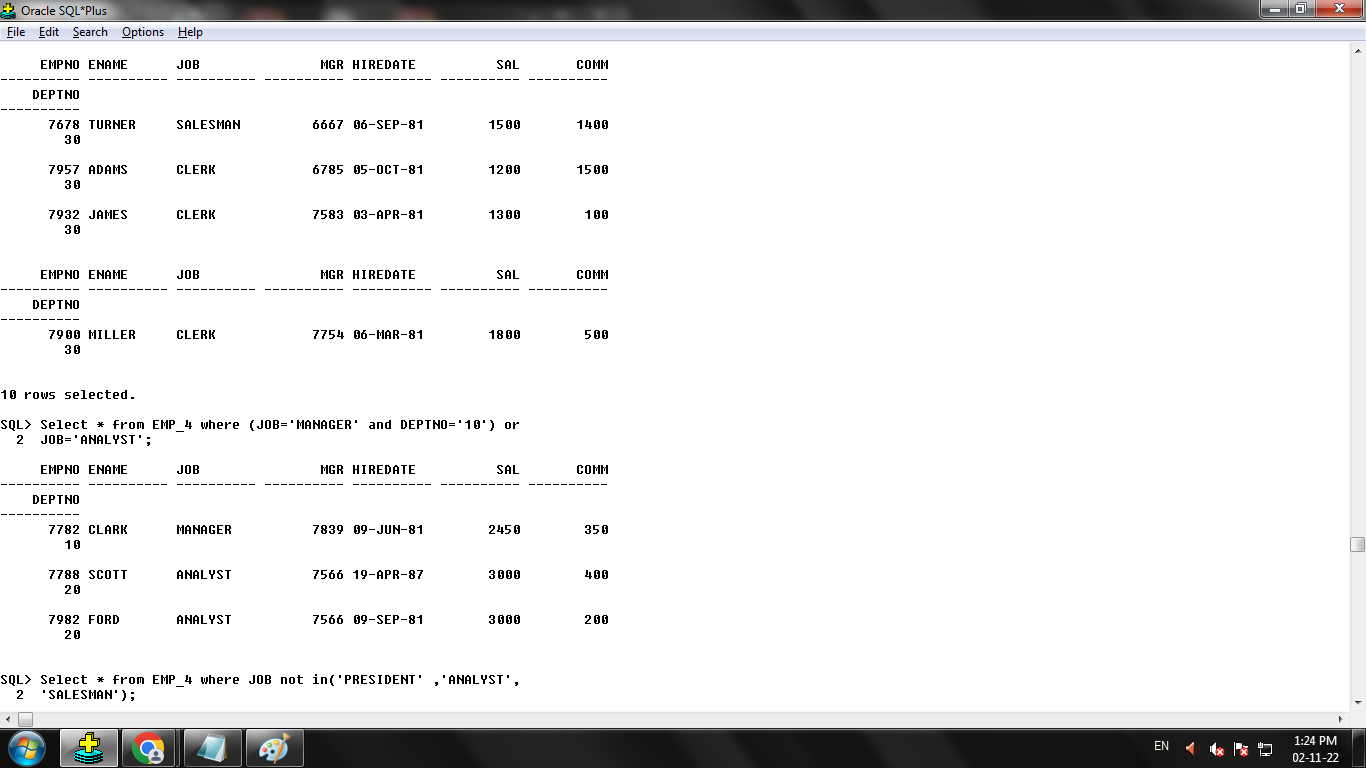 Oracle SQL*Plus
File Edit Search Options Help
     EMPNO ENAME      JOB               MGR HIREDATE          SAL       COMM
---------- ---------- ---------- ---------- ---------- ---------- ----------
    DEPTNO
----------
      7678 TURNER     SALESMAN         6667 06-SEP-81        1500       1400
        30
      7957 ADAMS      CLERK            6785 05-OCT-81        1200       1500
        30
      7932 JAMES      CLERK            7583 03-APR-81        1300        100
        30
     EMPNO ENAME      JOB               MGR HIREDATE          SAL       COMM
---------- ---------- ---------- ---------- ---------- ---------- ----------
    DEPTNO
----------
      7900 MILLER     CLERK            7754 06-MAR-81        1800        500
        30
10 rows selected.
SQL> Select * from EMP_4 where (JOB='MANAGER' and DEPTNO='10') or
  2  JOB='ANALYST';
     EMPNO ENAME      JOB               MGR HIREDATE          SAL       COMM
---------- ---------- ---------- ---------- ---------- ---------- ----------
    DEPTNO
----------
      7782 CLARK      MANAGER          7839 09-JUN-81        2450        350
        10
      7788 SCOTT      ANALYST          7566 19-APR-87        3000        400
        20
      7982 FORD       ANALYST          7566 09-SEP-81        3000        200
        20
SQL> Select * from EMP_4 where JOB not in('PRESIDENT' ,'ANALYST',
  2  'SALESMAN');
EN
1:24 PM
02-11-22